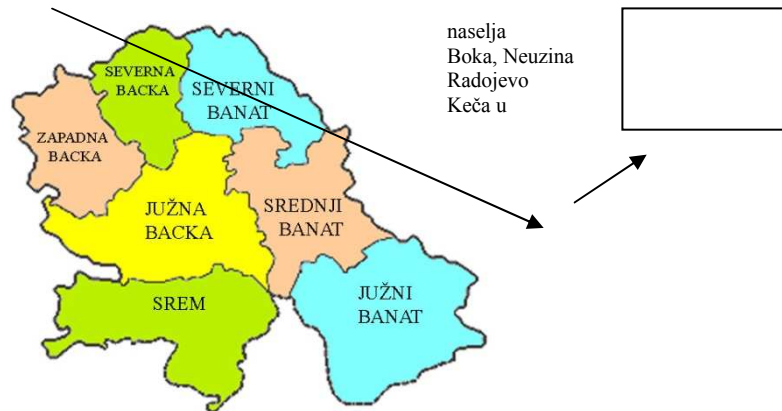 naselja
Boka, Neuzina
Radojevo
Keča u
SEVERNA
BACKA
SEVERNI
BANAT
ZAPADNA
BACKA
JUŽNA
BACKA
SREDNJI
BANAT
SREM
JUŽNI
BANAT